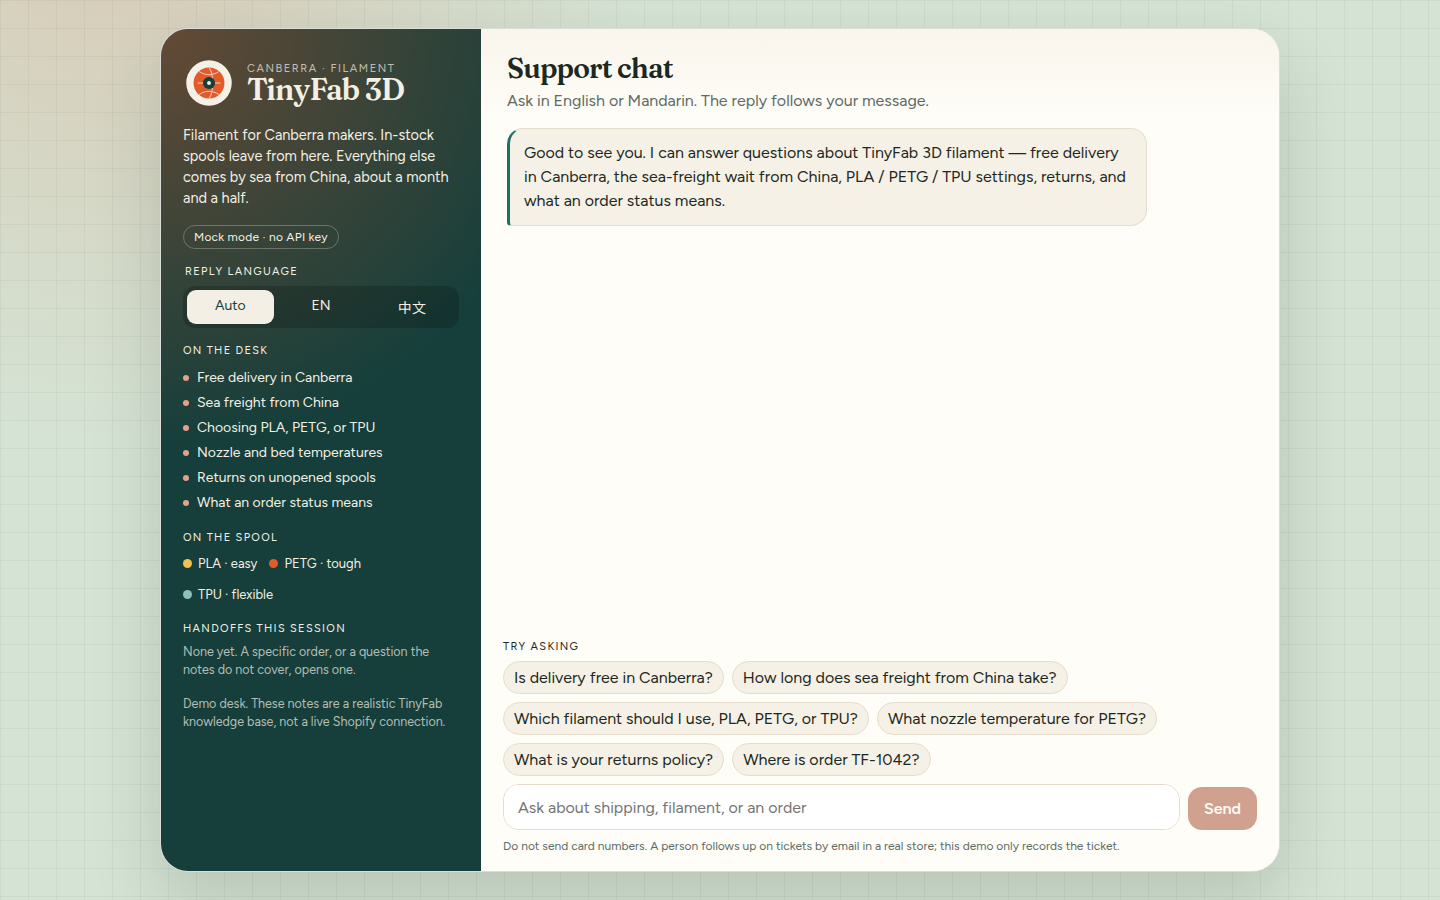 CANBERRA · FILAMENT
TinyFab 3D
Filament for Canberra makers. In-stock
spools leave from here. Everything else
comes by sea from China, about a month
and a half.
Mock mode · no API key
REPLY LANGUAGE
Auto EN 中文
ON THE DESK
Free delivery in Canberra
Sea freight from China
Choosing PLA, PETG, or TPU
Nozzle and bed temperatures
Returns on unopened spools
What an order status means
ON THE SPOOL
PLA · easy PETG · tough
TPU · flexible
HANDOFFS THIS SESSION
None yet. A specific order, or a question the
notes do not cover, opens one.
Demo desk. These notes are a realistic TinyFab
knowledge base, not a live Shopify connection.
Support chat
Ask in English or Mandarin. The reply follows your message.
Good to see you. I can answer questions about TinyFab 3D filament — free delivery
in Canberra, the sea-freight wait from China, PLA / PETG / TPU settings, returns, and
what an order status means.
TRY ASKING
Is delivery free in Canberra? How long does sea freight from China take?
Which filament should I use, PLA, PETG, or TPU? What nozzle temperature for PETG?
What is your returns policy? Where is order TF-1042?
Ask about shipping, filament, or an order Send
Do not send card numbers. A person follows up on tickets by email in a real store; this demo only records the ticket.